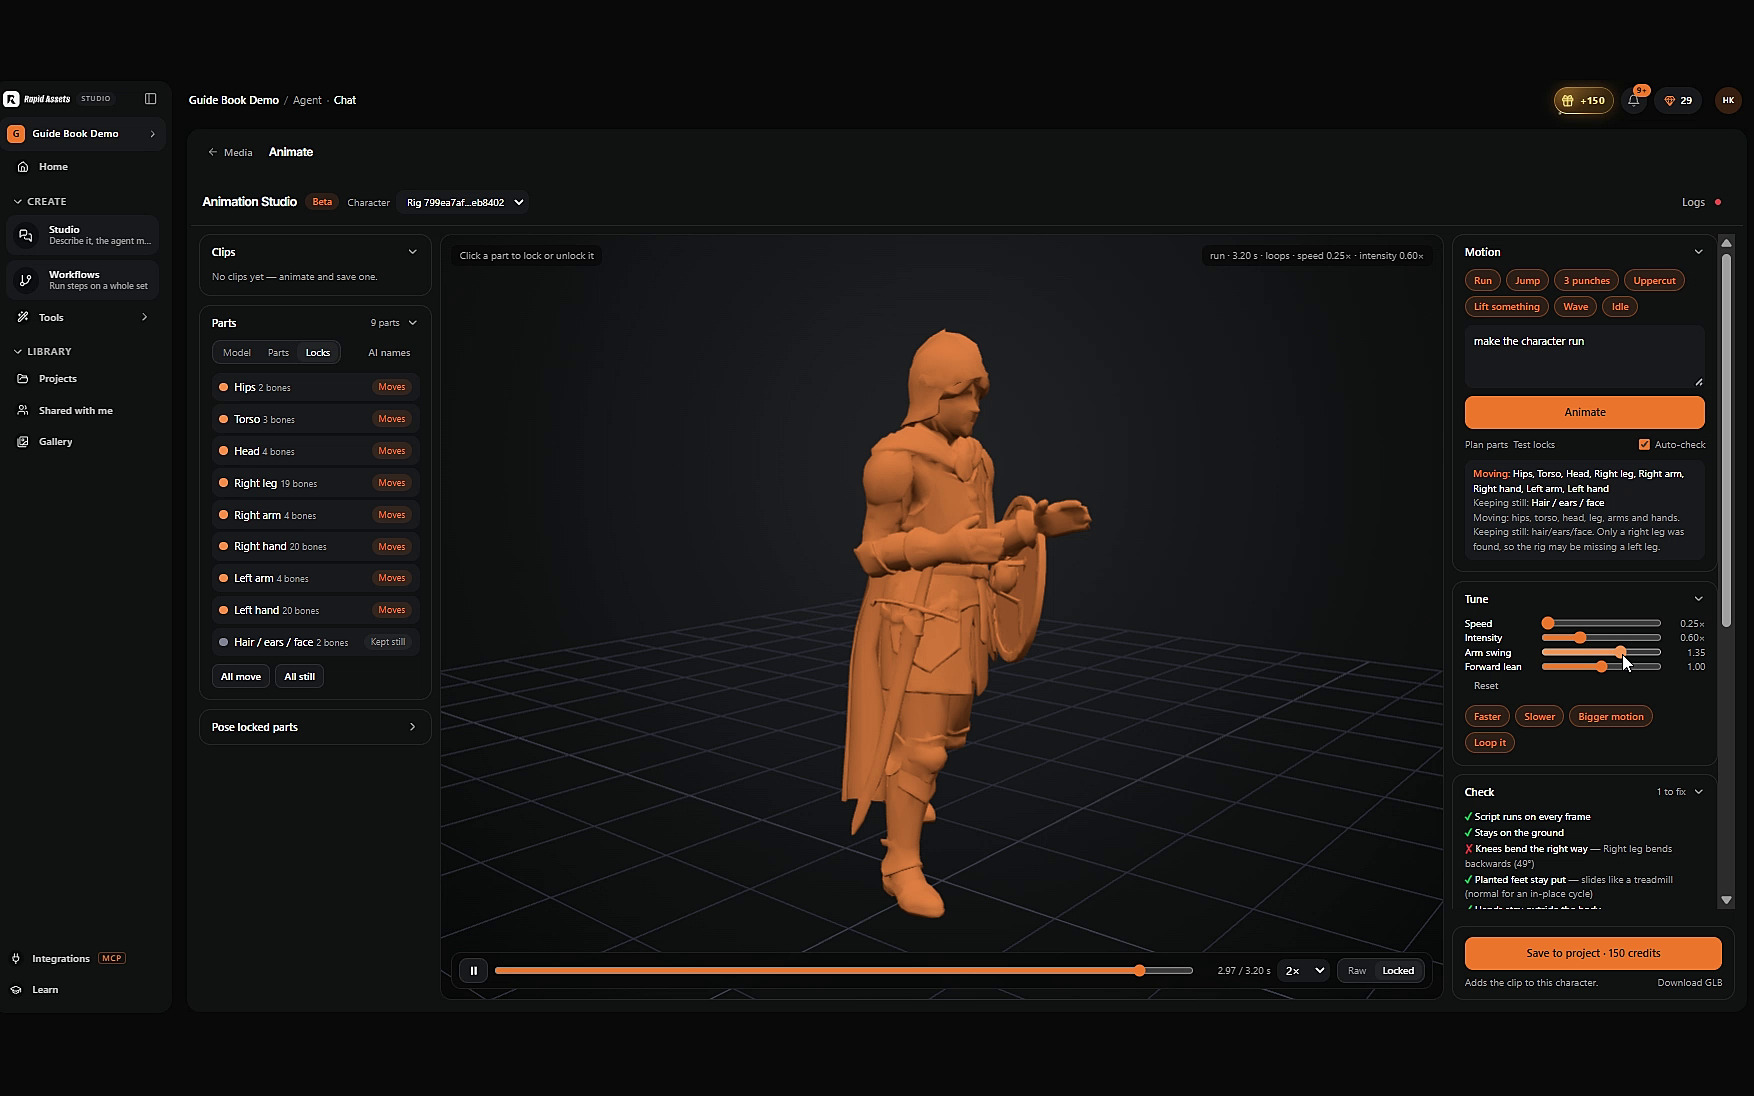 Rapid Assets STUDIO
Guide Book Demo / Agent · Chat
+150
9+
29
HK
G Guide Book Demo
Home
CREATE
Studio
Describe it, the agent m...
Workflows
Run steps on a whole set
Tools
LIBRARY
Projects
Shared with me
Gallery
Integrations MCP
Learn
← Media Animate
Animation Studio Beta Character Rig 799ea7af...eb8402
Logs
Clips
No clips yet — animate and save one.
Parts 9 parts
Model Parts Locks AI names
Hips 2 bones Moves
Torso 3 bones Moves
Head 4 bones Moves
Right leg 19 bones Moves
Right arm 4 bones Moves
Right hand 20 bones Moves
Left arm 4 bones Moves
Left hand 20 bones Moves
Hair / ears / face 2 bones Kept still
All move All still
Pose locked parts
Click a part to lock or unlock it
run · 3.20 s · loops · speed 0.25× · intensity 0.60×
2.97 / 3.20 s 2× Raw Locked
Motion
Run Jump 3 punches Uppercut
Lift something Wave Idle
make the character run
Animate
Plan parts Test locks Auto-check
Moving: Hips, Torso, Head, Right leg, Right arm,
Right hand, Left arm, Left hand
Keeping still: Hair / ears / face
Moving: hips, torso, head, leg, arms and hands.
Keeping still: hair/ears/face. Only a right leg was
found, so the rig may be missing a left leg.
Tune
Speed 0.25×
Intensity 0.60×
Arm swing 1.35
Forward lean 1.00
Reset
Faster Slower Bigger motion
Loop it
Check 1 to fix
✓ Script runs on every frame
✓ Stays on the ground
✗ Knees bend the right way — Right leg bends
backwards (49°)
✓ Planted feet stay put — slides like a treadmill
(normal for an in-place cycle)
Save to project · 150 credits
Adds the clip to this character. Download GLB